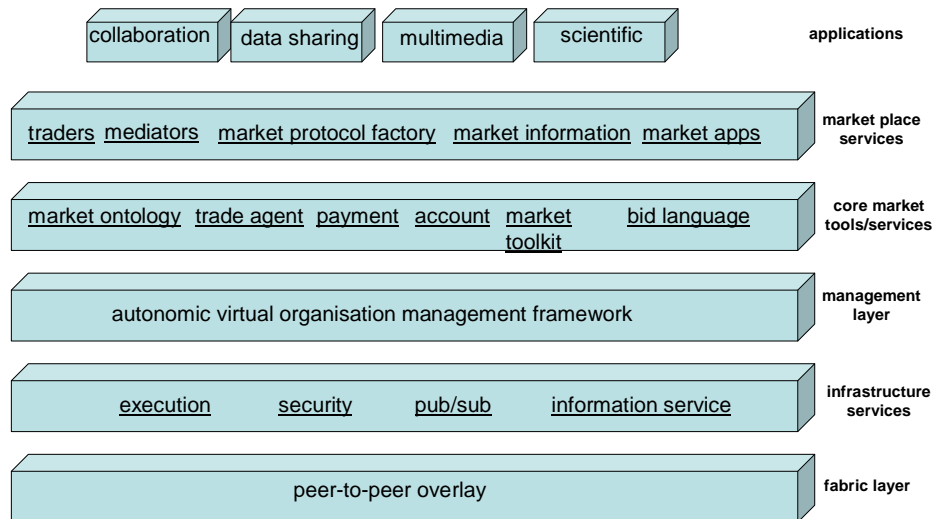 collaboration data sharing multimedia scientific applications
traders mediators market protocol factory market information market apps market place
services
market ontology trade agent payment account market bid language core market
toolkit tools/services
autonomic virtual organisation management framework management
layer
execution security pub/sub information service infrastructure
services
peer-to-peer overlay fabric layer